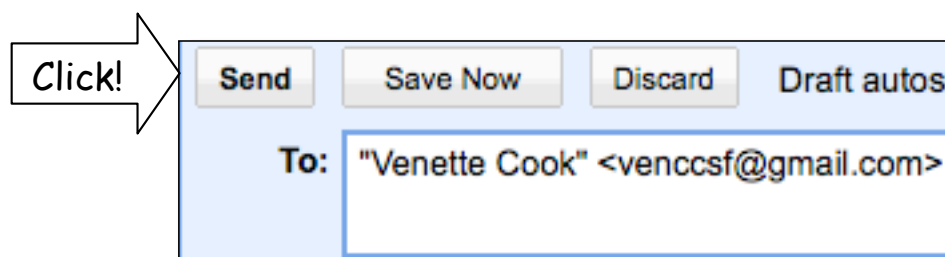 Click!
Send Save Now Discard Draft autos
To: "Venette Cook" <venccsf@gmail.com>